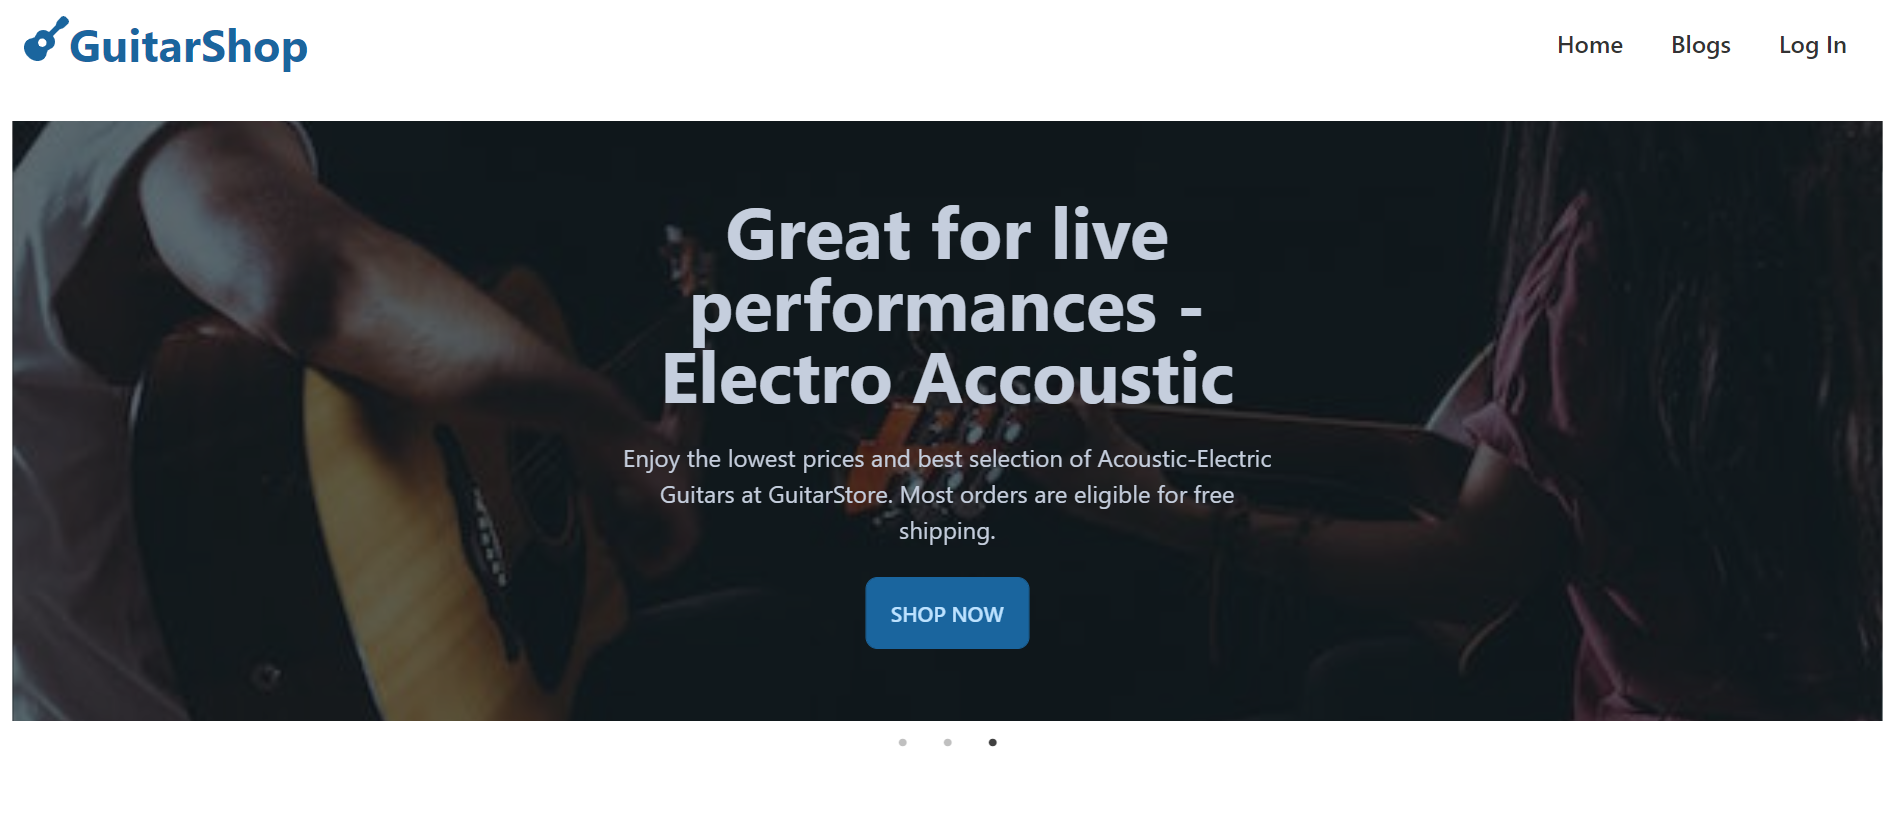 GuitarShop
Home Blogs Log In
Great for live
performances -
Electro Accoustic
Enjoy the lowest prices and best selection of Acoustic-Electric
Guitars at GuitarStore. Most orders are eligible for free
shipping.
SHOP NOW